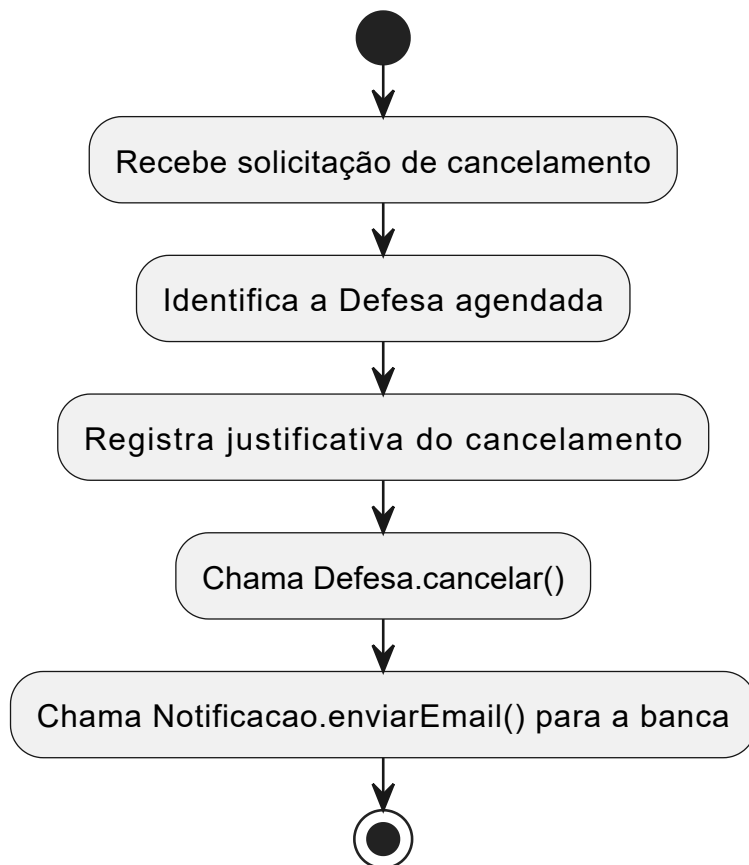 Recebe solicitação de cancelamento
Identifica a Defesa agendada
Registra justificativa do cancelamento
Chama Defesa.cancelar()
Chama Notificacao.enviarEmail() para a banca